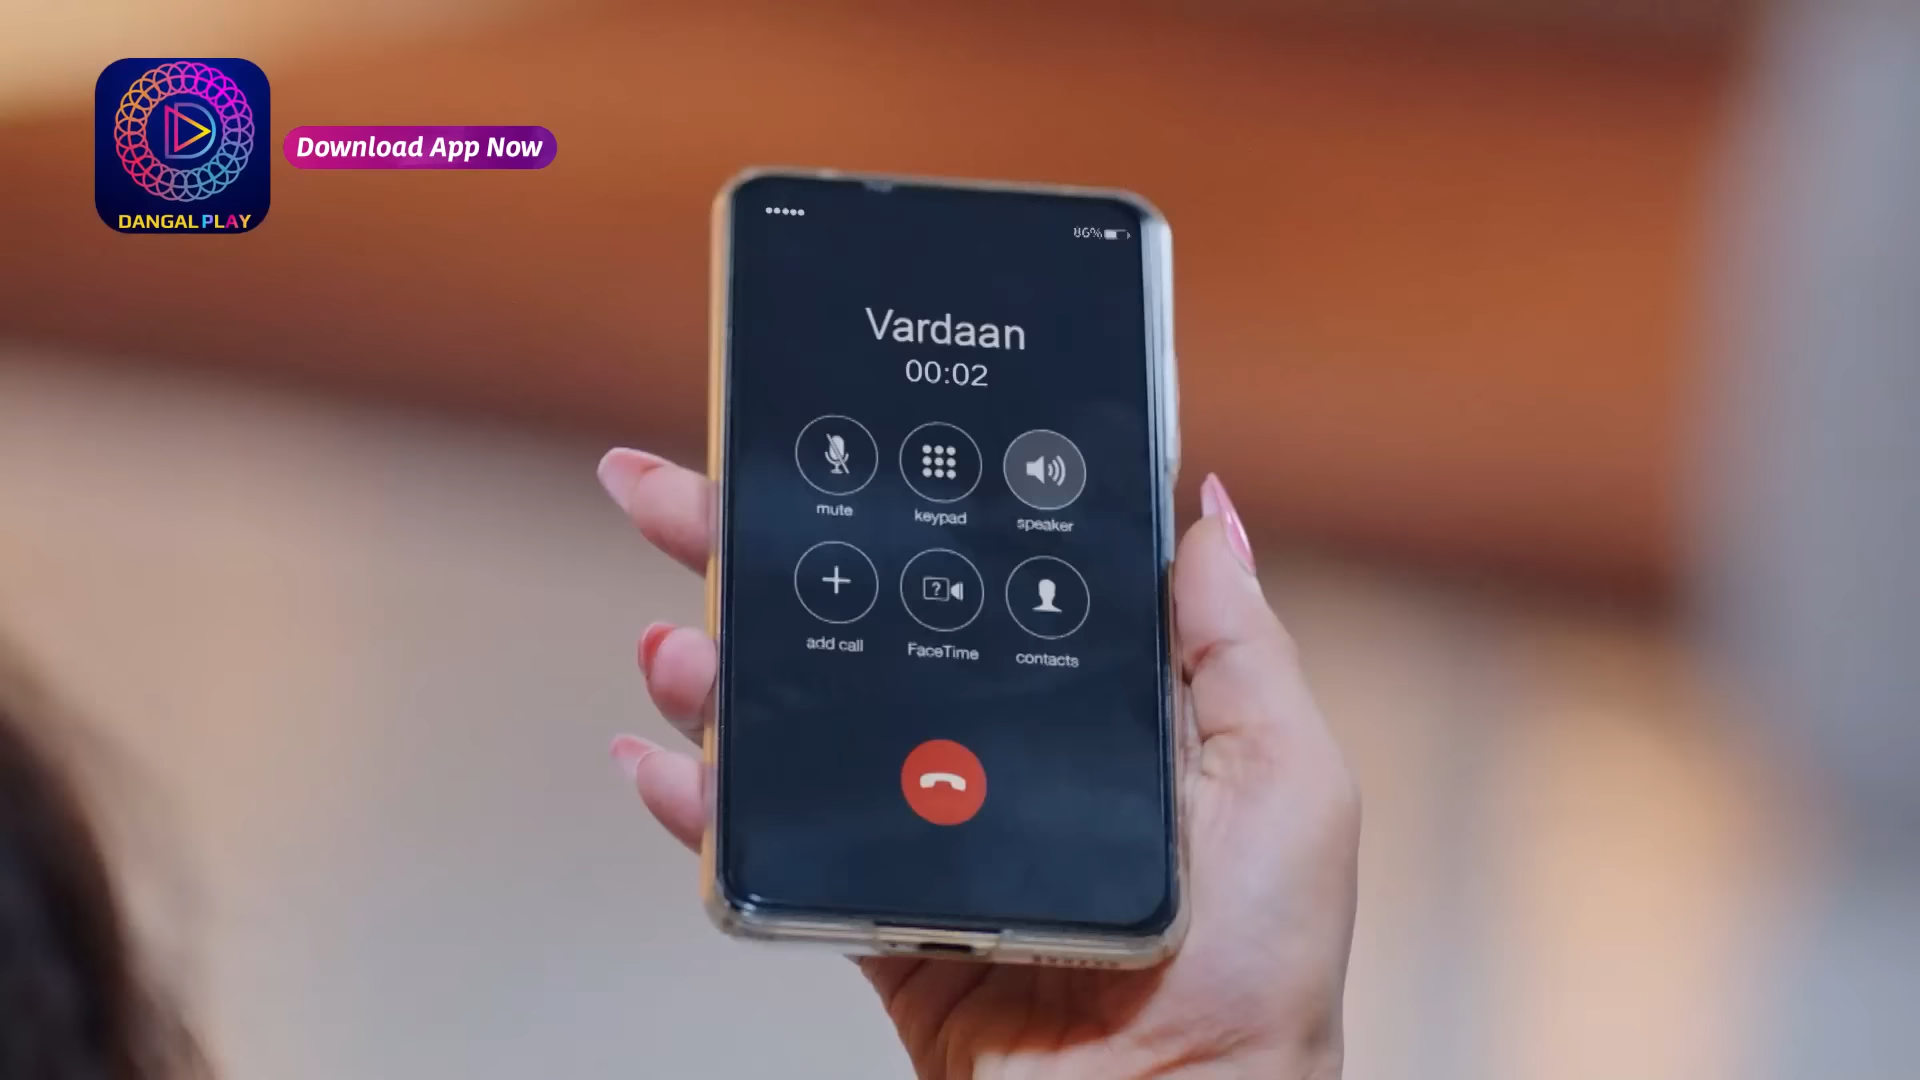 DANGAL PLAY
Download App Now
86%
Vardaan
00:02
mute
keypad
speaker
add call
FaceTime
contacts